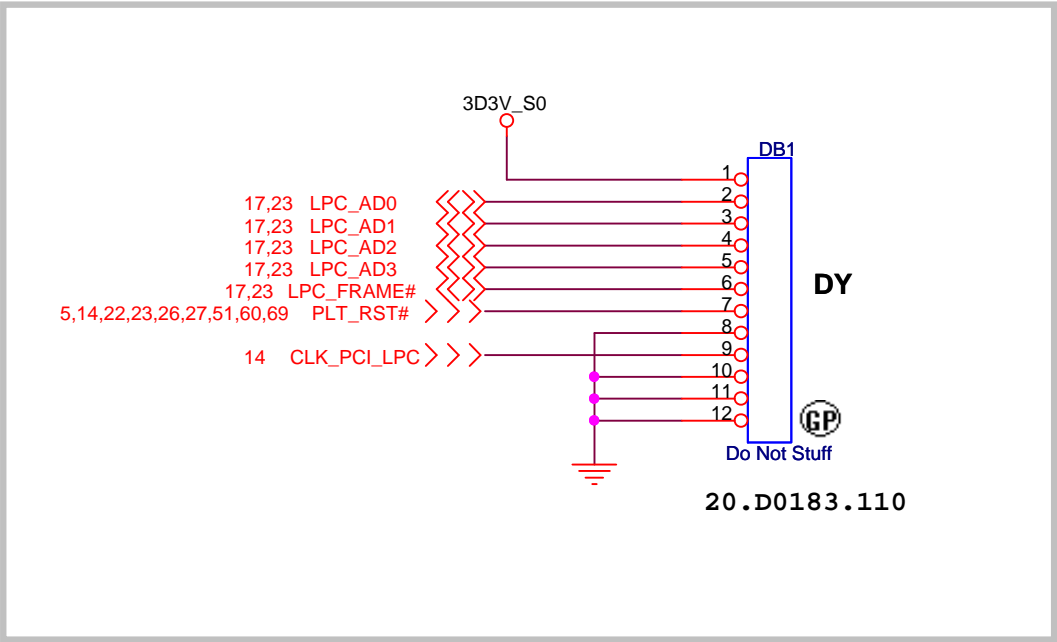 3D3V_S0
DB1
1
17,23 LPC_AD0 2
17,23 LPC_AD1 3
17,23 LPC_AD2 4
17,23 LPC_AD3 5
17,23 LPC_FRAME# 6
5,14,22,23,26,27,51,60,69 PLT_RST# 7
8
14 CLK_PCI_LPC 9
10
11
12
DY
GP
Do Not Stuff
20.D0183.110